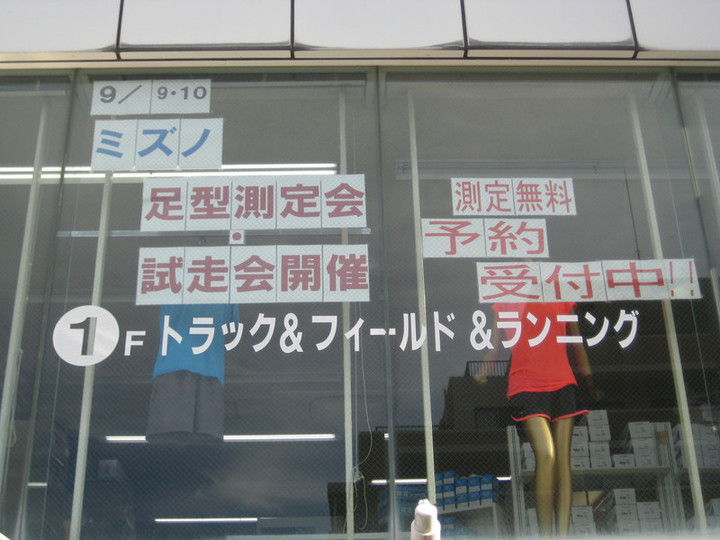 9/9・10
ミズノ
足型測定会
・
試走会開催
測定無料
予約
受付中!!
1F トラック&フィールド &ランニング